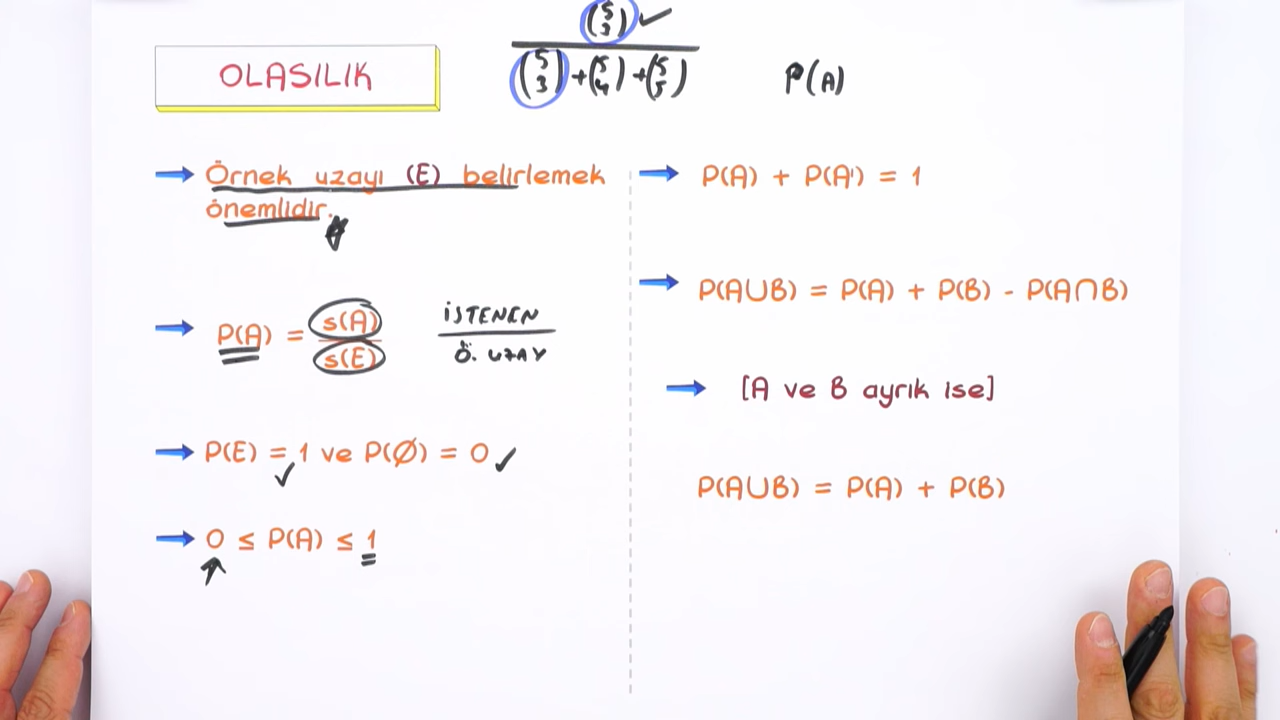 OLASILIK
(5 3) ✓
(5 3) + (5 4) + (5 5)
P(A)
→ Örnek uzayı (E) belirlemek
önemlidir.
→ P(A) = s(A) / s(E)
İSTENEN
Ö. UZAY
→ P(E) = 1 ve P(∅) = 0 ✓
→ 0 ≤ P(A) ≤ 1
→ P(A) + P(A') = 1
→ P(A∪B) = P(A) + P(B) - P(A∩B)
→ [A ve B ayrık ise]
P(A∪B) = P(A) + P(B)